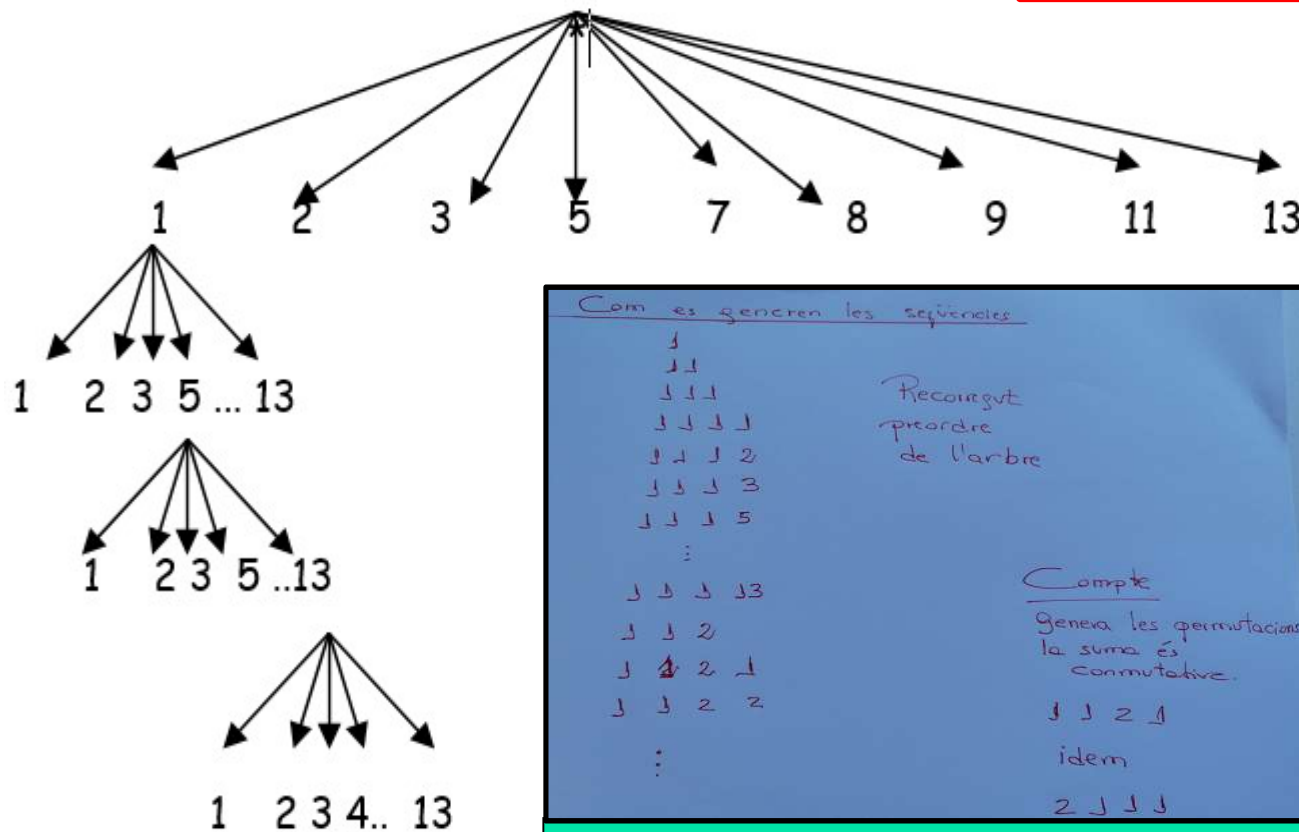 *
1 2 3 5 7 8 9 11 13
1 2 3 5 ... 13
1 2 3 5 ..13
1 2 3 4.. 13
Com es generen les seqüències
1
1 1
1 1 1
1 1 1 1
1 1 1 2
1 1 1 3
1 1 1 5
⋮
1 1 1 13
1 1 2
1 1 2 1
1 1 2 2
⋮
Recorregut
preordre
de l'arbre
Compte
genera les permutacions
la suma és
conmutative.
1 1 2 1
idem
2 1 1 1